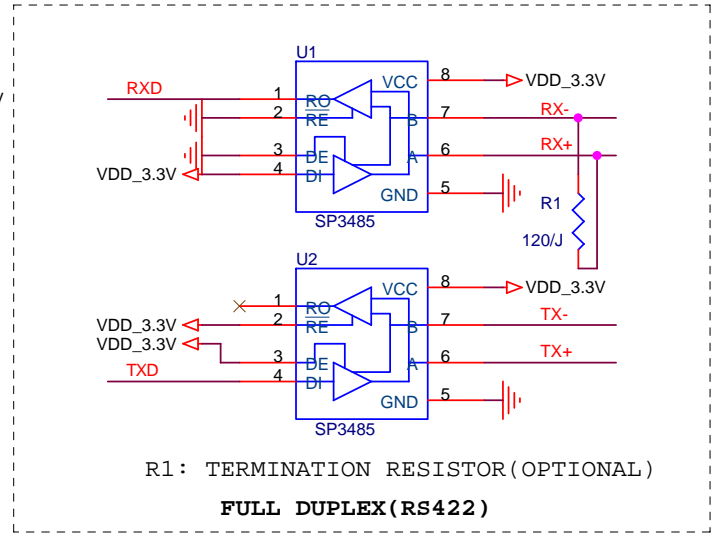 U1
RXD
1
RO
2
RE
3
DE
VDD_3.3V
4
DI
VCC
8
VDD_3.3V
B
7
RX-
A
6
RX+
GND
5
SP3485
R1
120/J
U2
1
RO
VDD_3.3V
2
RE
VDD_3.3V
3
DE
TXD
4
DI
VCC
8
VDD_3.3V
B
7
TX-
A
6
TX+
GND
5
SP3485
R1: TERMINATION RESISTOR(OPTIONAL)
FULL DUPLEX(RS422)